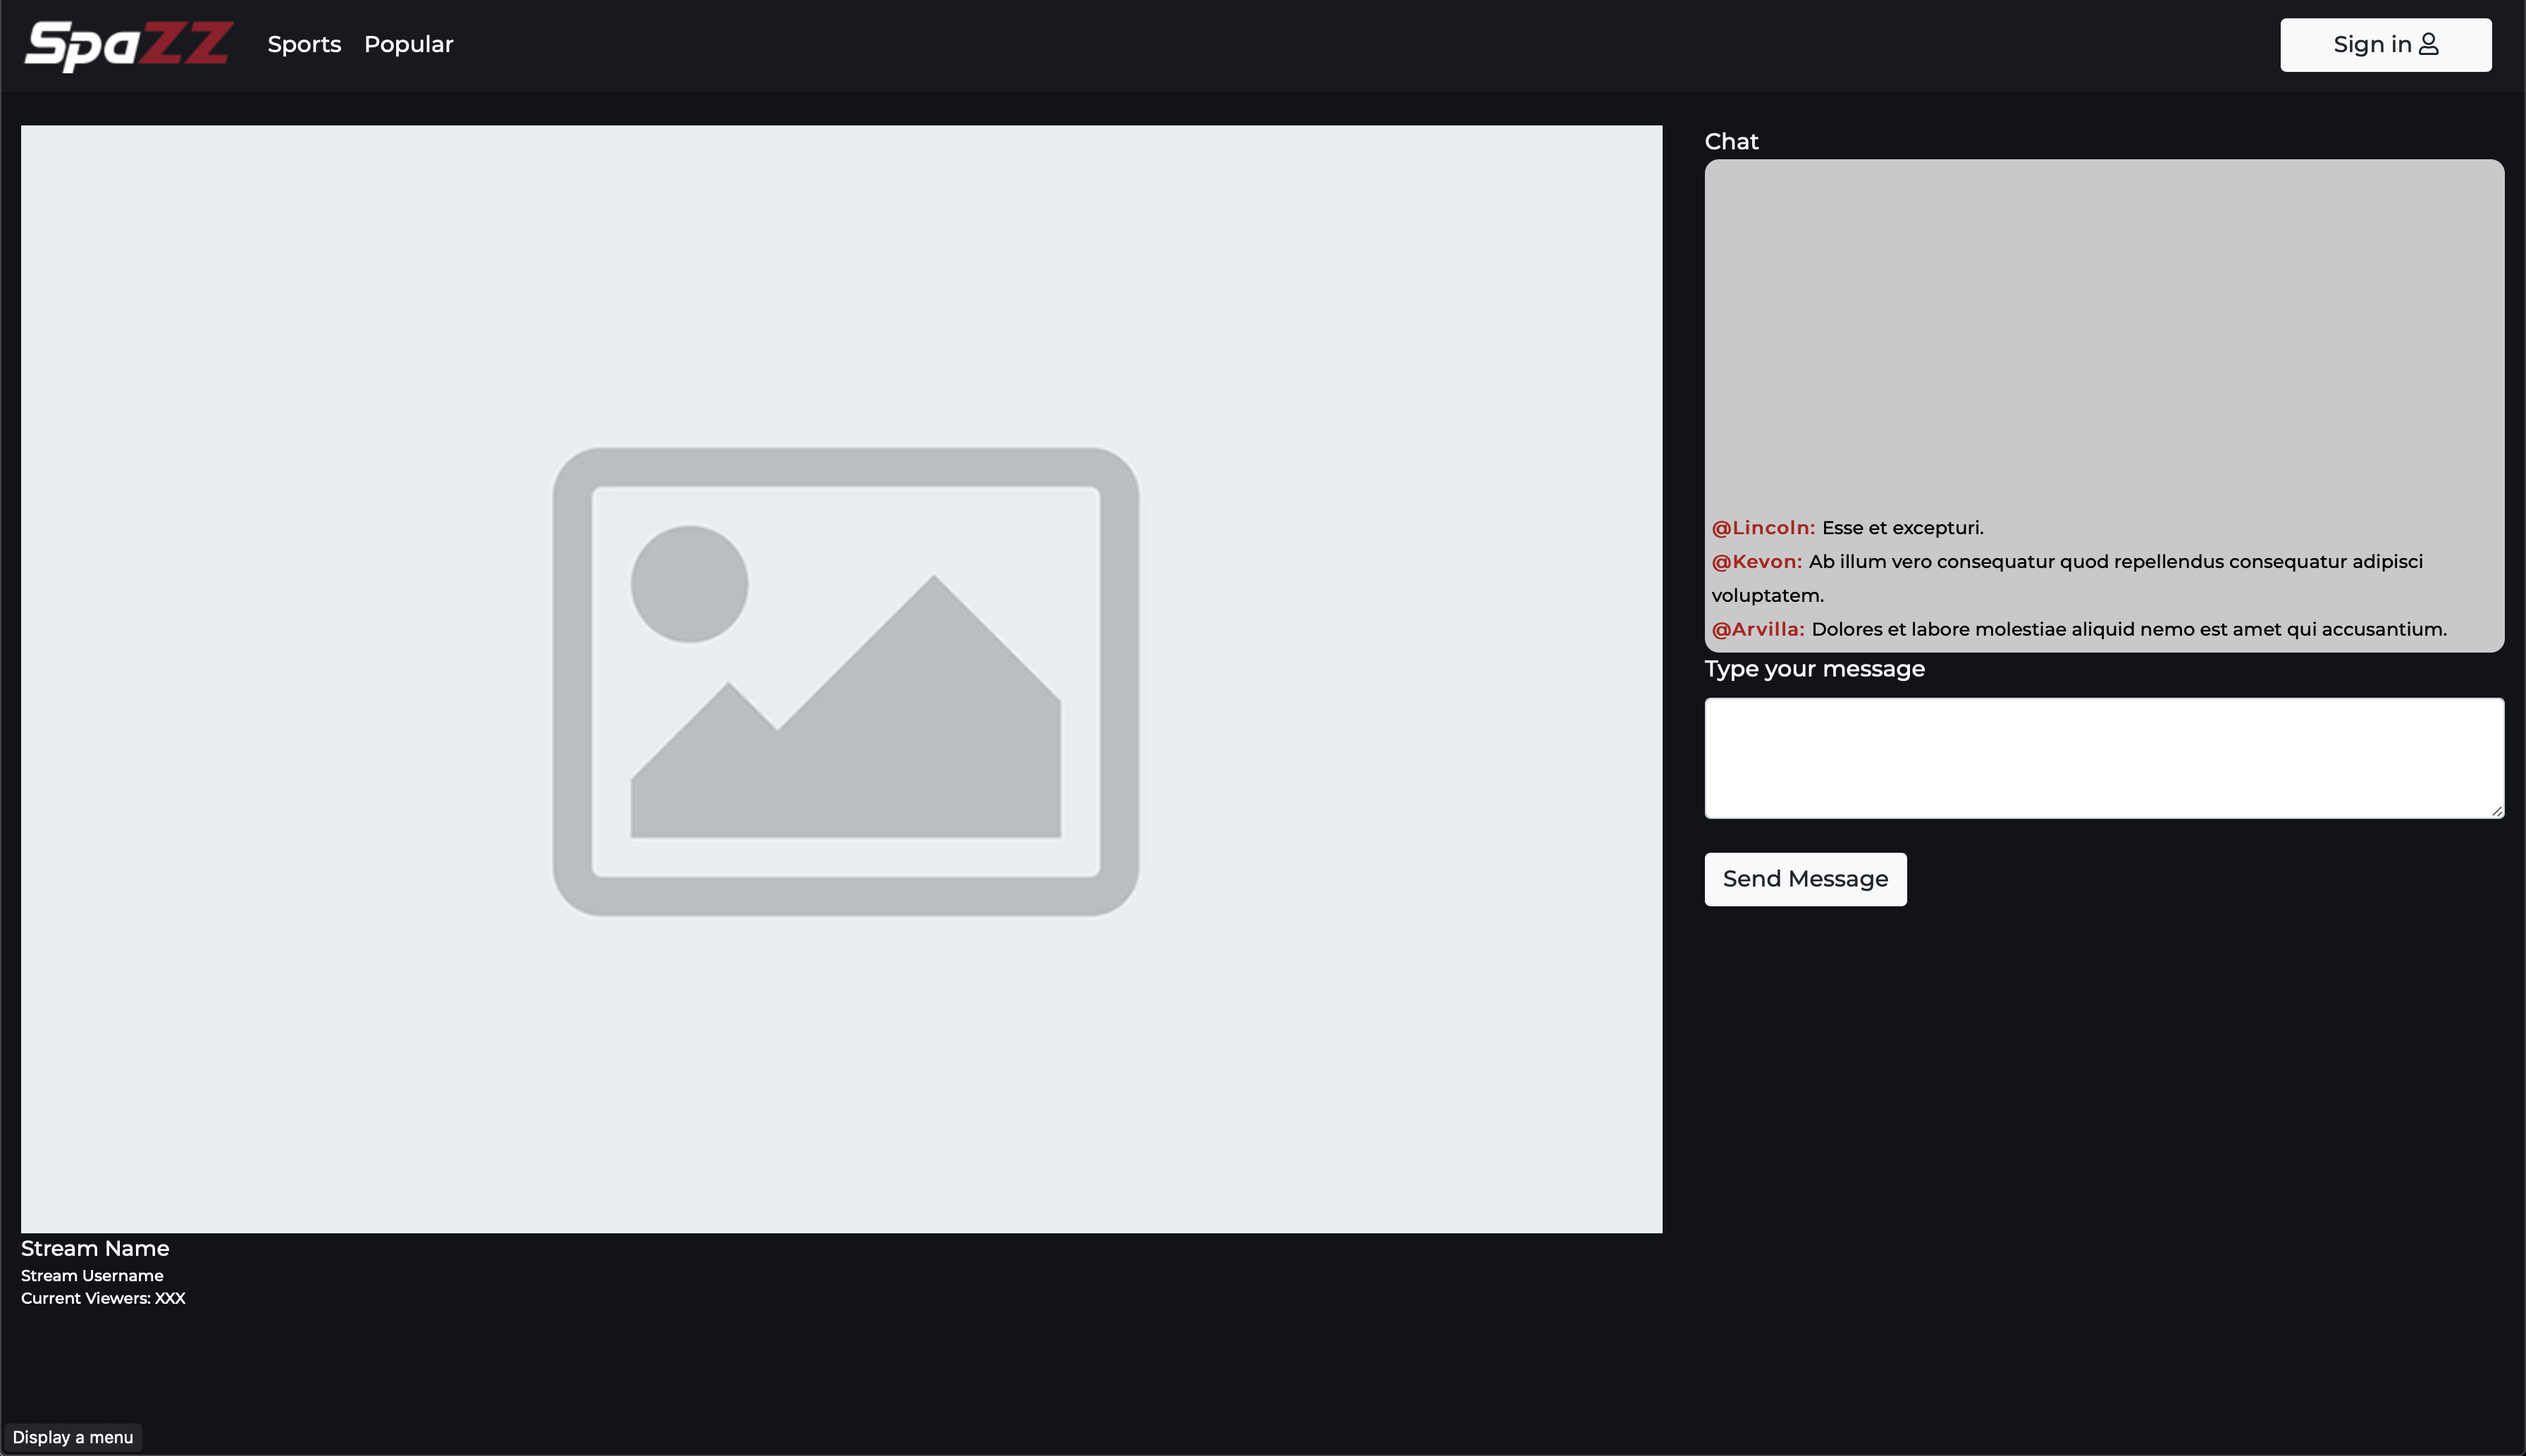 SpaZZ
Sports
Popular
Sign in
Chat
@Lincoln: Esse et excepturi.
@Kevon: Ab illum vero consequatur quod repellendus consequatur adipisci
voluptatem.
@Arvilla: Dolores et labore molestiae aliquid nemo est amet qui accusantium.
Type your message
Send Message
Stream Name
Stream Username
Current Viewers: XXX
Display a menu